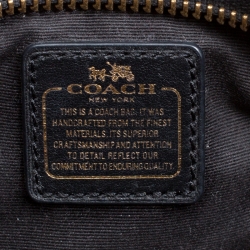 COACH
NEW YORK
THIS IS A COACH BAG. IT WAS
HANDCRAFTED FROM THE FINEST
MATERIALS. ITS SUPERIOR
CRAFTSMANSHIP AND ATTENTION
TO DETAIL REFLECT OUR
COMMITMENT TO ENDURING QUALITY.